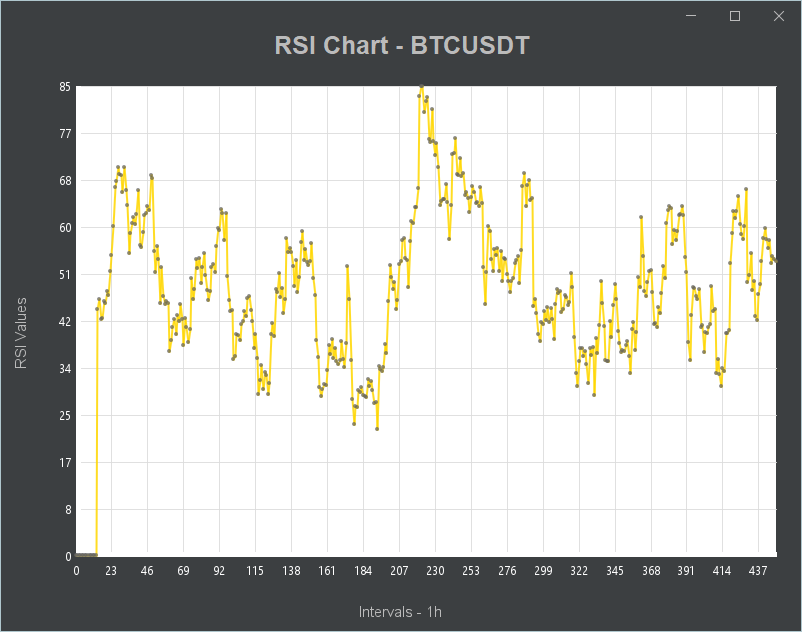 RSI Chart - BTCUSDT
85
77
68
60
51
42
34
25
17
8
0
RSI Values
0 23 46 69 92 115 138 161 184 207 230 253 276 299 322 345 368 391 414 437
Intervals - 1h